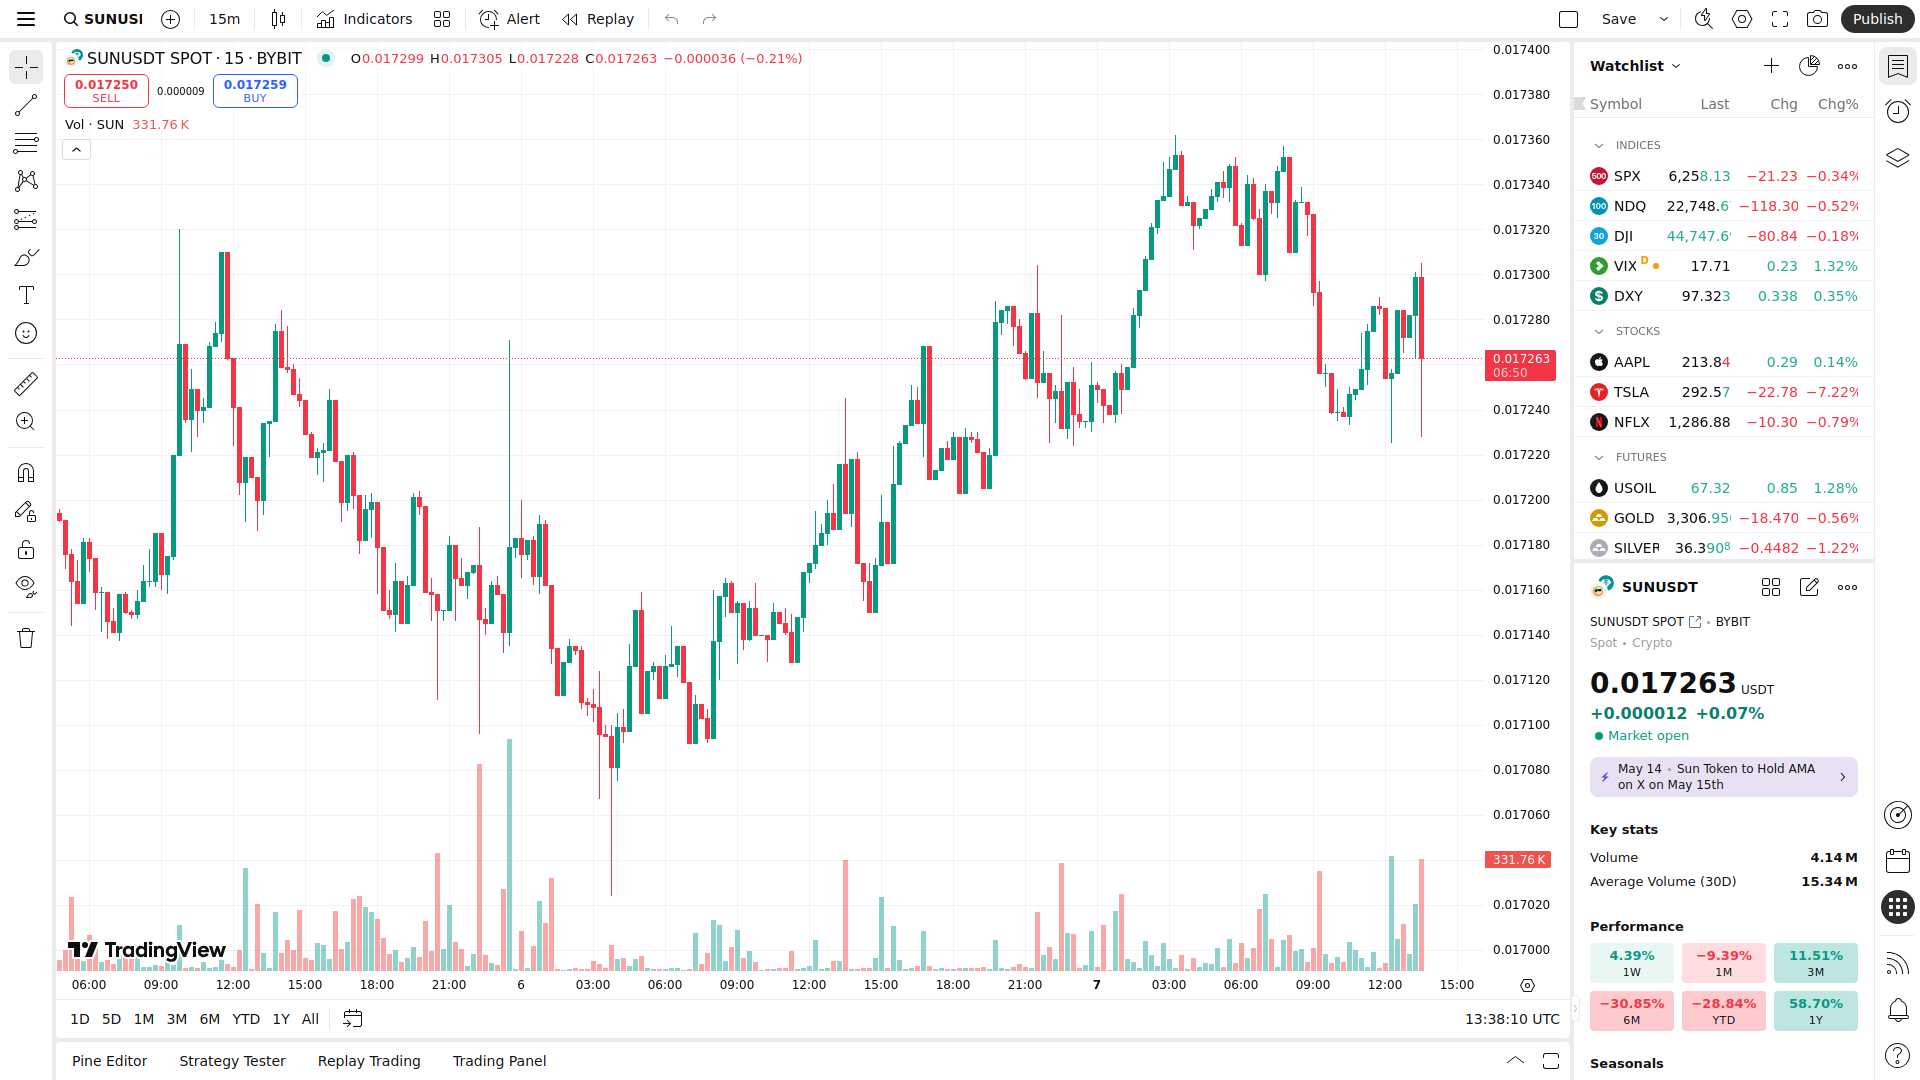 SUNUSI
15m
Indicators
Alert
Replay
Save
Publish
SUNUSDT SPOT · 15 · BYBIT
O0.017299 H0.017305 L0.017228 C0.017263 −0.000036 (−0.21%)
0.017250
SELL
0.000009
0.017259
BUY
Vol · SUN 331.76 K
0.017400
0.017380
0.017360
0.017340
0.017320
0.017300
0.017280
0.017263
06:50
0.017240
0.017220
0.017200
0.017180
0.017160
0.017140
0.017120
0.017100
0.017080
0.017060
331.76 K
0.017020
0.017000
TradingView
06:00 09:00 12:00 15:00 18:00 21:00 6 03:00 06:00 09:00 12:00 15:00 18:00 21:00 7 03:00 06:00 09:00 12:00 15:00
1D 5D 1M 3M 6M YTD 1Y All
13:38:10 UTC
Pine Editor Strategy Tester Replay Trading Trading Panel
Watchlist
Symbol Last Chg Chg%
INDICES
500 SPX 6,258.13 −21.23 −0.34%
100 NDQ 22,748.6 −118.30 −0.52%
30 DJI 44,747.6 −80.84 −0.18%
VIX D 17.71 0.23 1.32%
$ DXY 97.323 0.338 0.35%
STOCKS
AAPL 213.84 0.29 0.14%
TSLA 292.57 −22.78 −7.22%
N NFLX 1,286.88 −10.30 −0.79%
FUTURES
USOIL 67.32 0.85 1.28%
GOLD 3,306.95 −18.470 −0.56%
SILVER 36.3908 −0.4482 −1.22%
SUNUSDT
SUNUSDT SPOT • BYBIT
Spot • Crypto
0.017263 USDT
+0.000012 +0.07%
Market open
May 14 • Sun Token to Hold AMA
on X on May 15th
Key stats
Volume 4.14 M
Average Volume (30D) 15.34 M
Performance
4.39%
1W
−9.39%
1M
11.51%
3M
−30.85%
6M
−28.84%
YTD
58.70%
1Y
Seasonals